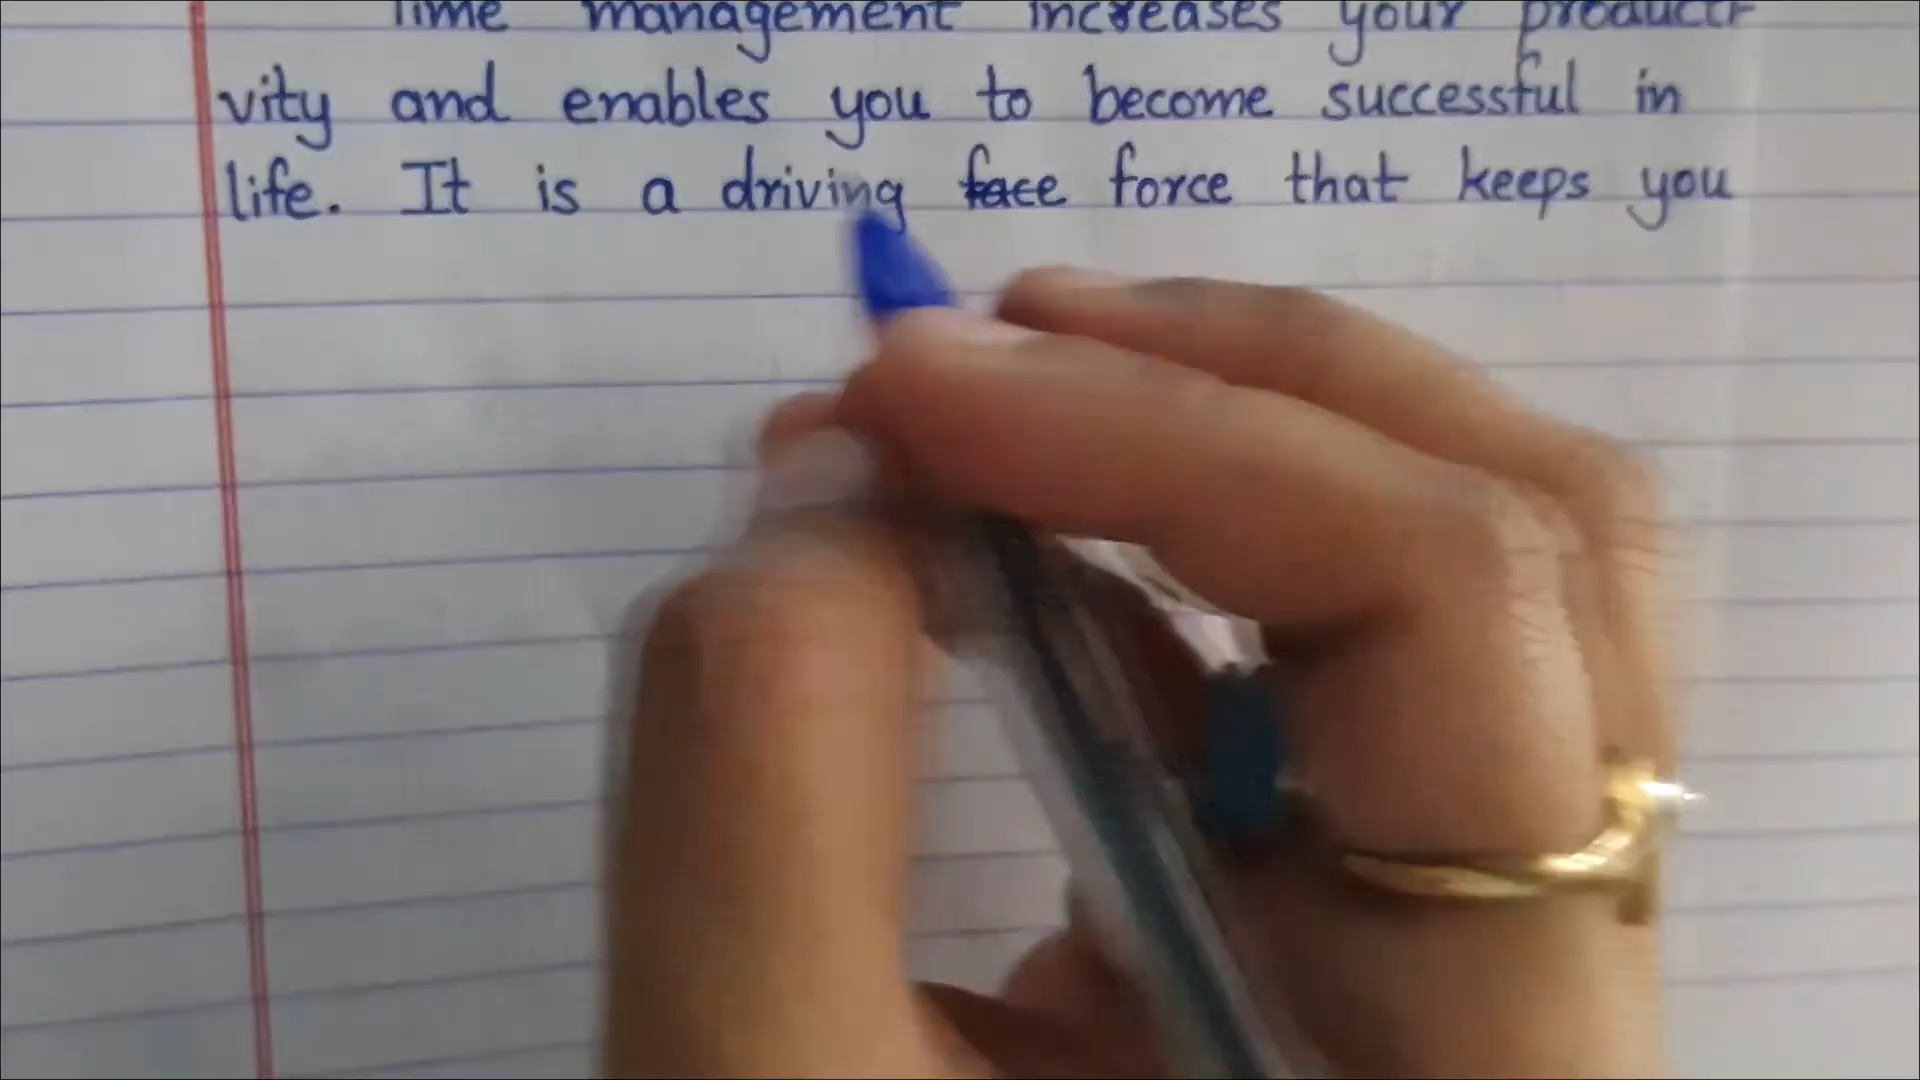 Time management increases your producti-
vity and enables you to become successful in
life. It is a driving face force that keeps you